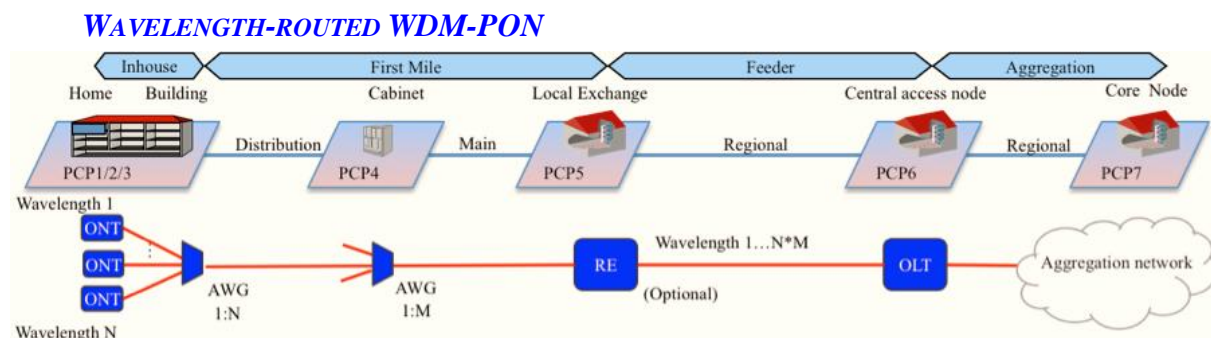 WAVELENGTH-ROUTED WDM-PON
Inhouse First Mile Feeder Aggregation
Home Building Cabinet Local Exchange Central access node Core Node
Distribution Main Regional Regional
PCP1/2/3 PCP4 PCP5 PCP6 PCP7
Wavelength 1
ONT
ONT
ONT
Wavelength N
AWG
1:N
AWG
1:M
RE
(Optional)
Wavelength 1…N*M
OLT
Aggregation network